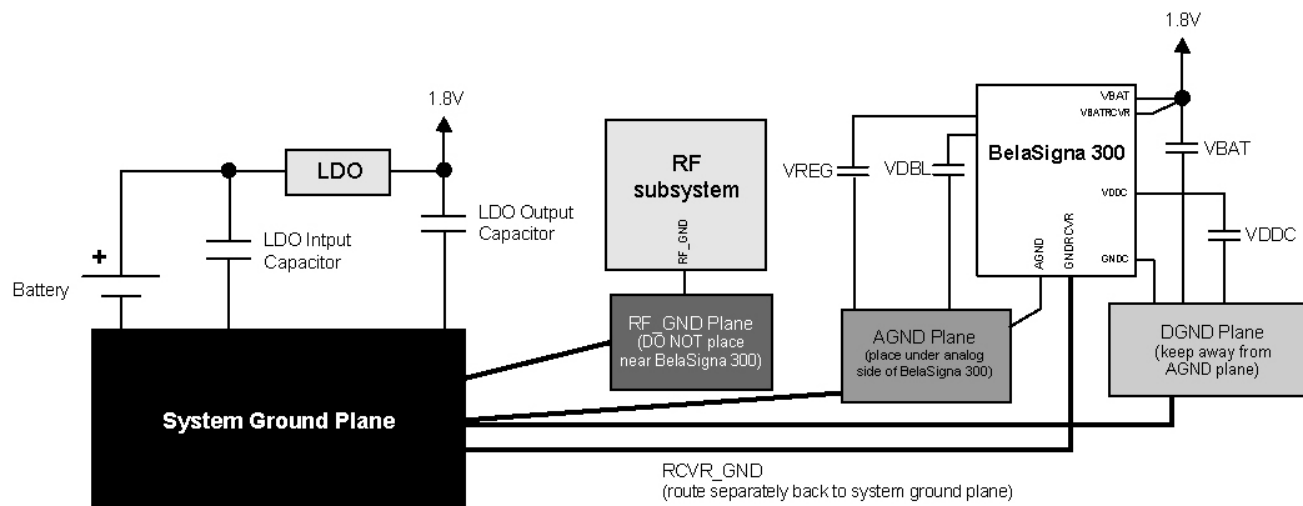 1.8V
1.8V
VBAT
VBATRCVR
BelaSigna 300
VDDC
GNDC
AGND
GNDRCVR
VBAT
VDDC
VREG
VDBL
LDO
RF
subsystem
RF_GND
LDO Output
Capacitor
LDO Intput
Capacitor
+
Battery
RF_GND Plane
(DO NOT place
near BelaSigna 300)
AGND Plane
(place under analog
side of BelaSigna 300)
DGND Plane
(keep away from
AGND plane)
System Ground Plane
RCVR_GND
(route separately back to system ground plane)